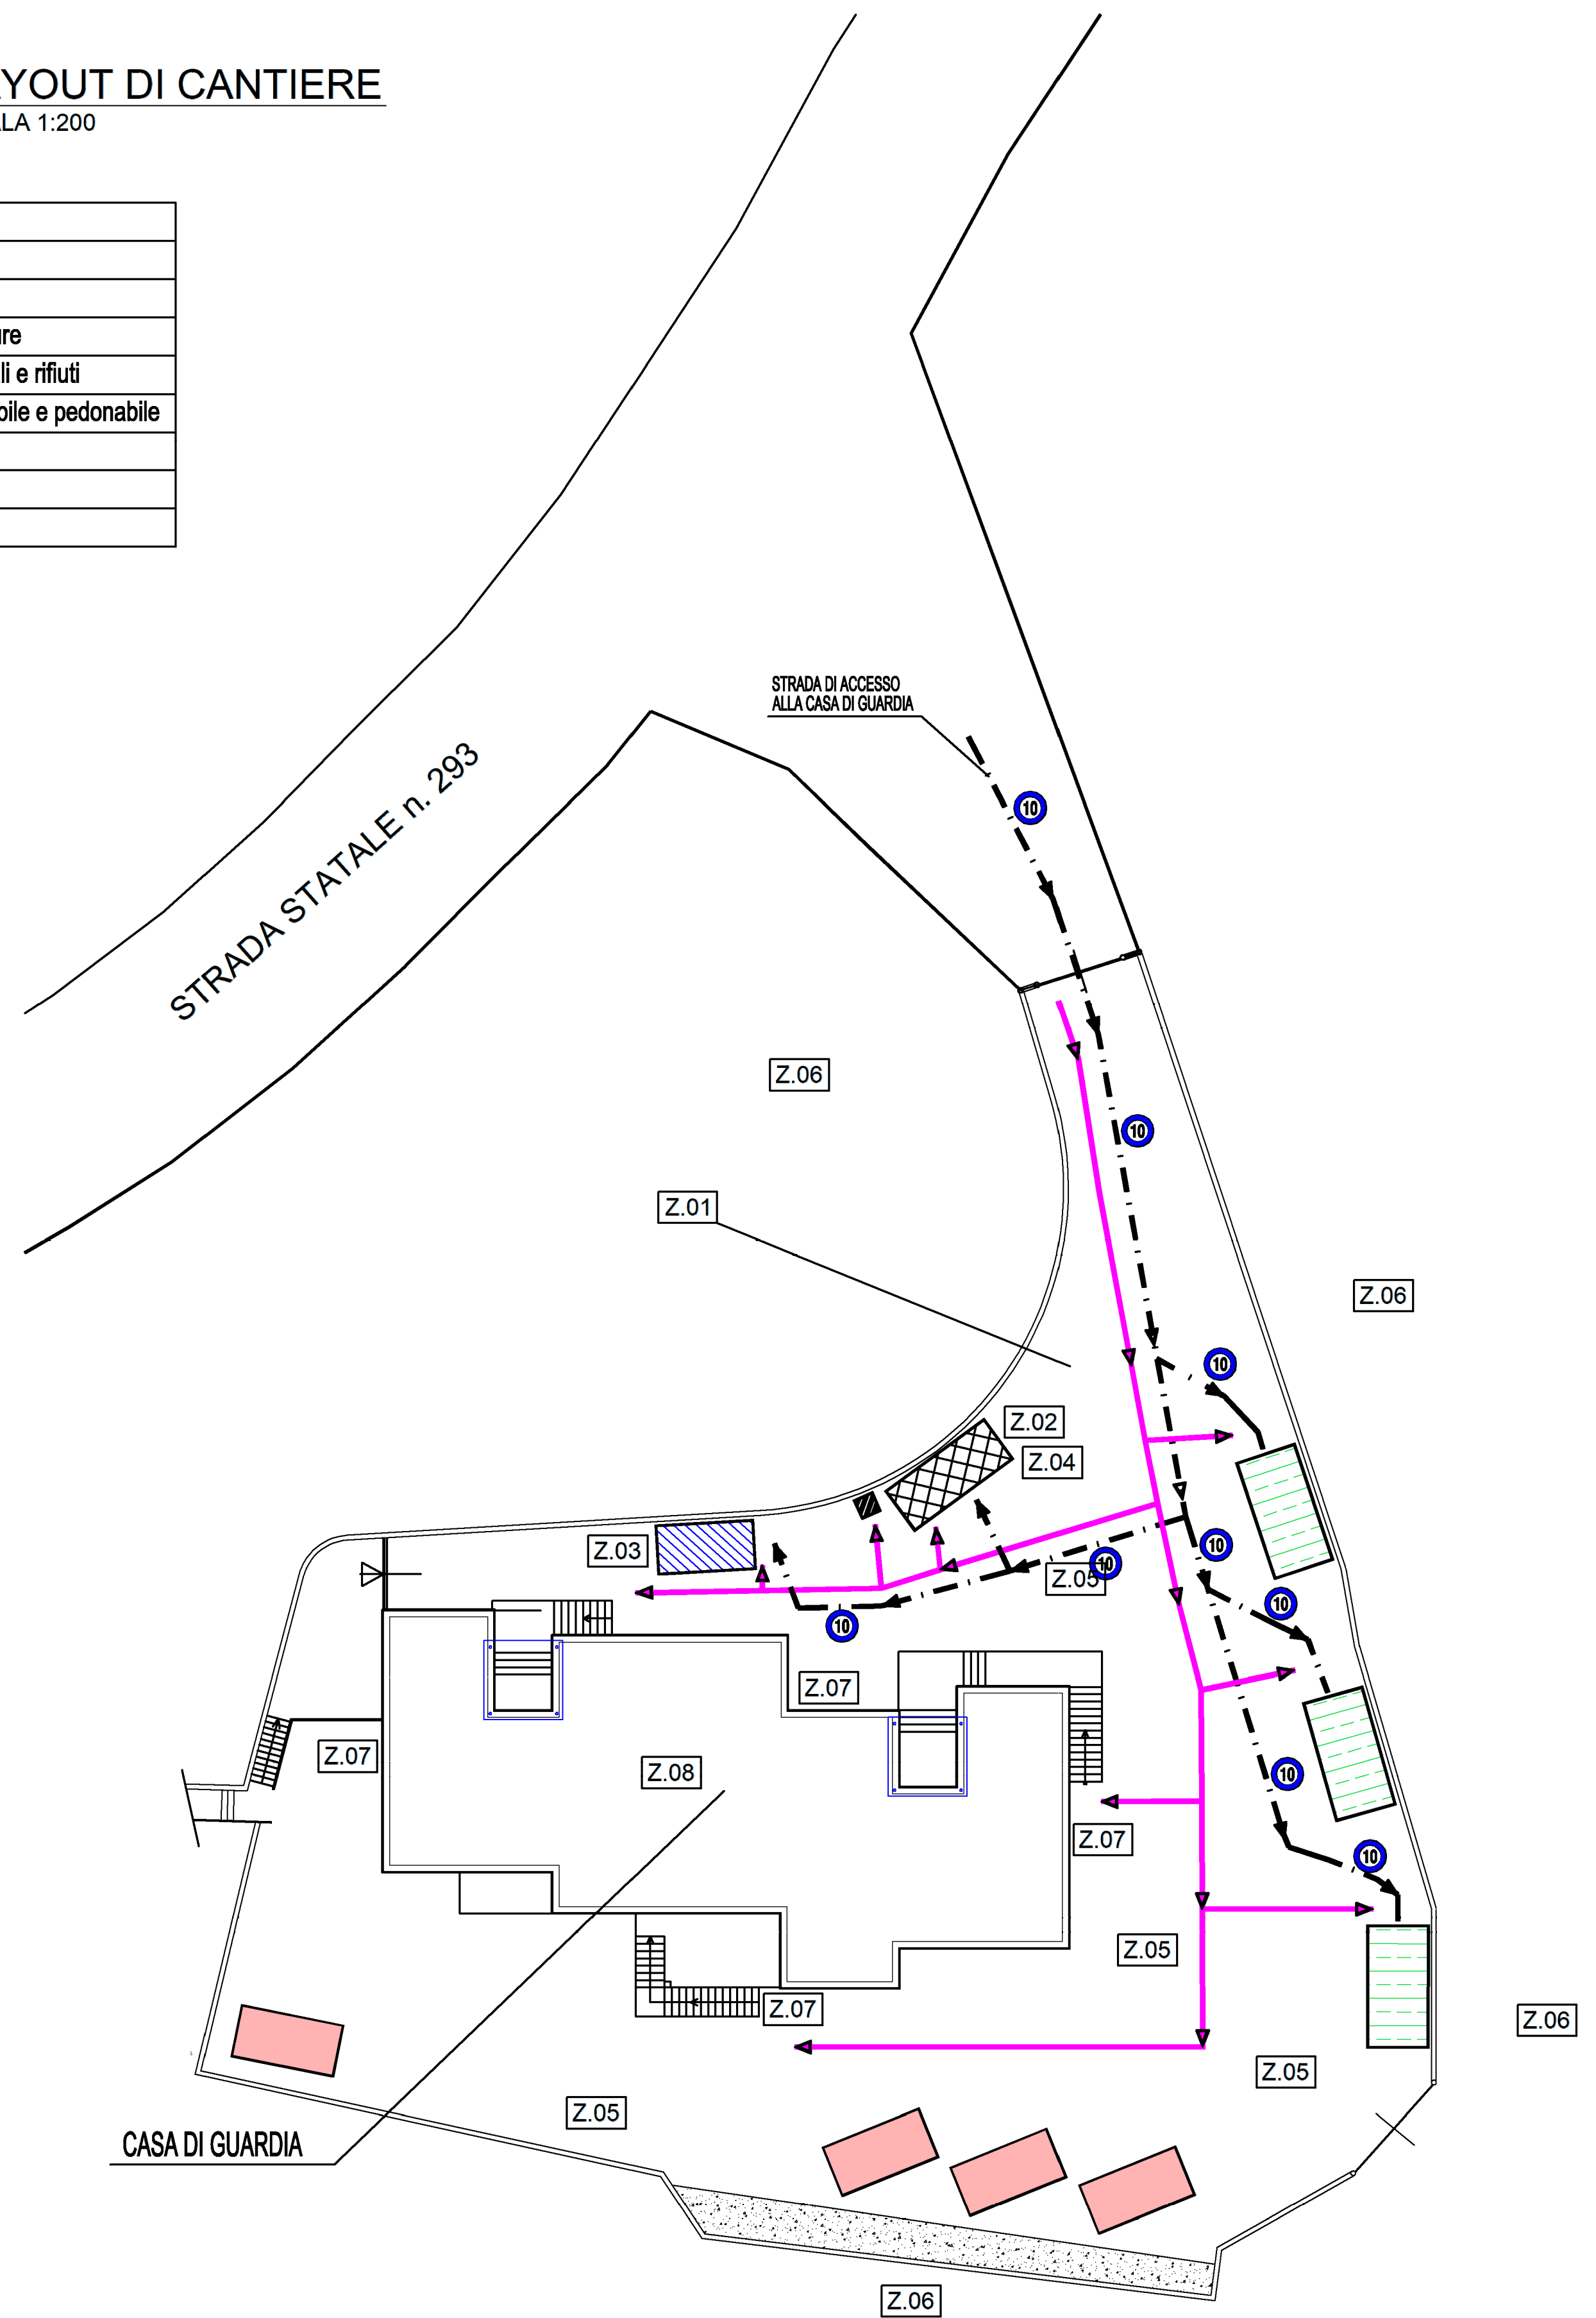 YOUT DI CANTIERE
LA 1:200
re
li e rifiuti
bile e pedonabile
STRADA DI ACCESSO
ALLA CASA DI GUARDIA
10
STRADA STATALE n. 293
Z.06
10
Z.01
Z.06
10
Z.02
Z.04
Z.03
10
10
Z.05
10
10
Z.07
Z.07
Z.08
10
Z.07
10
Z.05
Z.07
Z.06
Z.05
Z.05
CASA DI GUARDIA
Z.06